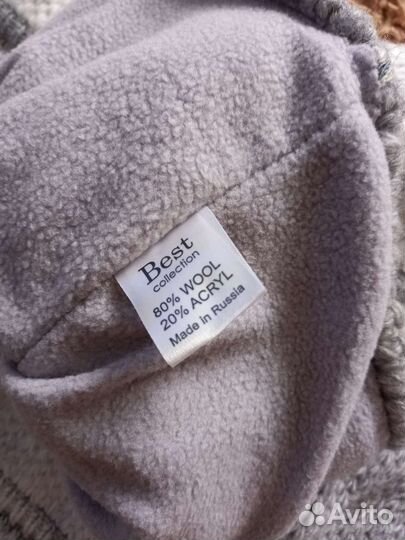 Best
collection
80% WOOL
20% ACRYL
Made in Russia
Avito